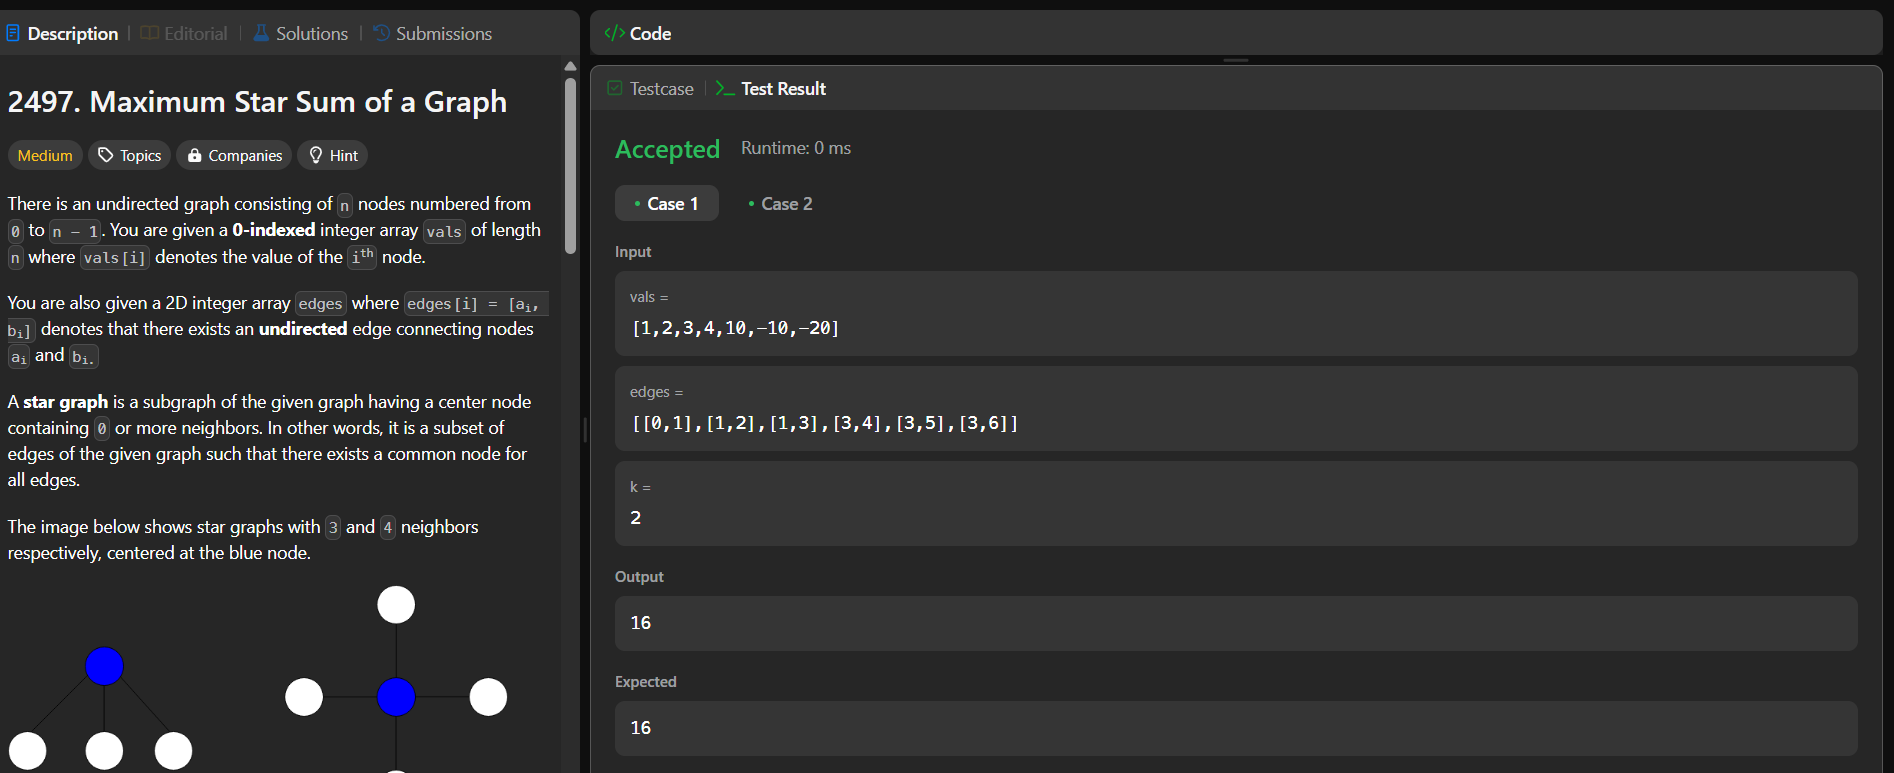 Description | Editorial | Solutions | Submissions
2497. Maximum Star Sum of a Graph
Medium Topics Companies Hint
There is an undirected graph consisting of n nodes numbered from
0 to n - 1. You are given a 0-indexed integer array vals of length
n where vals[i] denotes the value of the ith node.
You are also given a 2D integer array edges where edges[i] = [ai,
bi] denotes that there exists an undirected edge connecting nodes
ai and bi.
A star graph is a subgraph of the given graph having a center node
containing 0 or more neighbors. In other words, it is a subset of
edges of the given graph such that there exists a common node for
all edges.
The image below shows star graphs with 3 and 4 neighbors
respectively, centered at the blue node.
</> Code
Testcase | >_ Test Result
Accepted Runtime: 0 ms
• Case 1 • Case 2
Input
vals =
[1,2,3,4,10,-10,-20]
edges =
[[0,1],[1,2],[1,3],[3,4],[3,5],[3,6]]
k =
2
Output
16
Expected
16